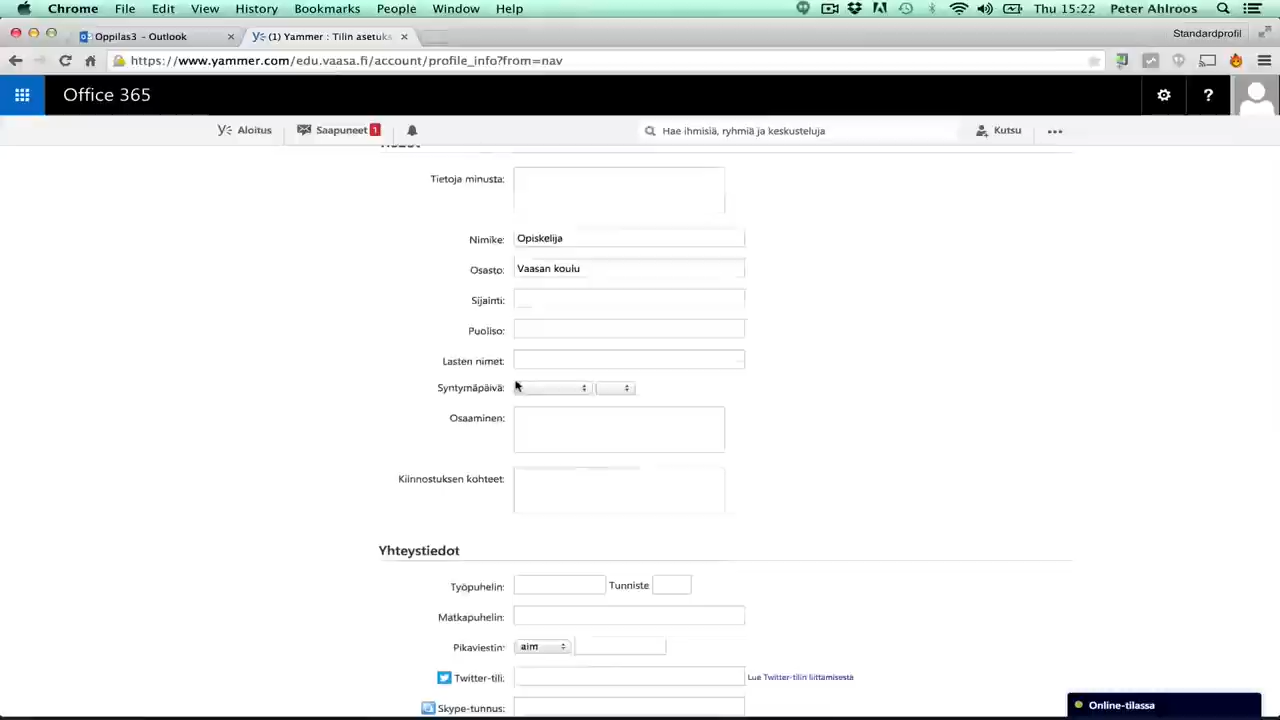 Chrome File Edit View History Bookmarks People Window Help Thu 15:22 Peter Ahlroos
Oppilas3 - Outlook × (1) Yammer : Tilin asetuks × Standardprofil
https://www.yammer.com/edu.vaasa.fi/account/profile_info?from=nav
Office 365 ?
Aloitus Saapuneet 1 Hae ihmisiä, ryhmiä ja keskusteluja Kutsu
Tietoja minusta:
Nimike: Opiskelija
Osasto: Vaasan koulu
Sijainti:
Puoliso:
Lasten nimet:
Syntymäpäivä:
Osaaminen:
Kiinnostuksen kohteet:
Yhteystiedot
Työpuhelin: Tunniste
Matkapuhelin:
Pikaviestin: aim
Twitter-tili: Lue Twitter-tilin liittämisestä
Skype-tunnus:
Online-tilassa